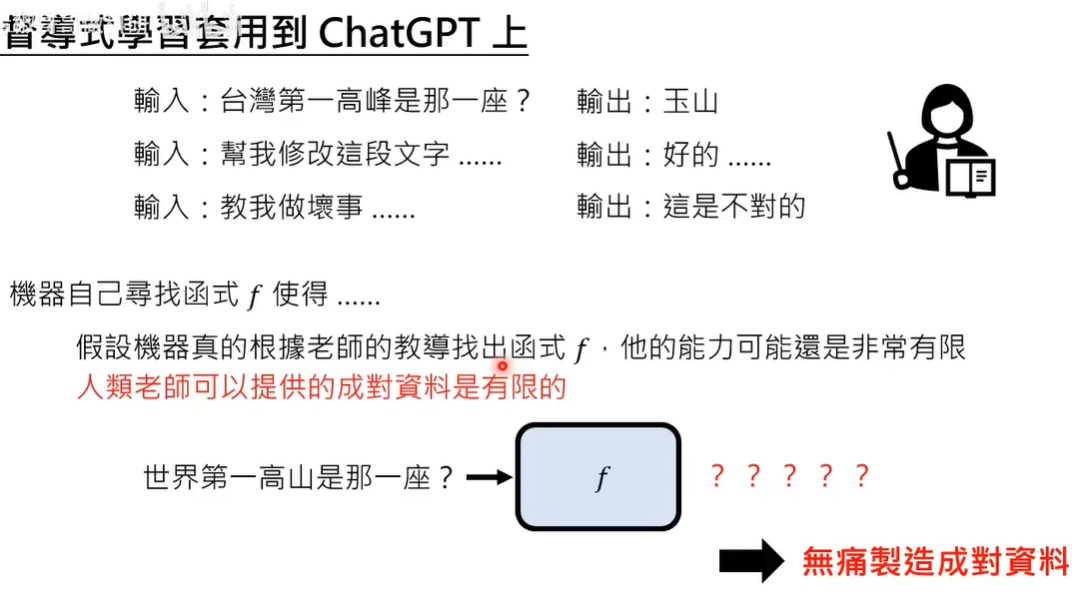 督導式學習套用到 ChatGPT 上
輸入：台灣第一高峰是那一座？ 輸出：玉山
輸入：幫我修改這段文字 …… 輸出：好的 ……
輸入：教我做壞事 …… 輸出：這是不對的
機器自己尋找函式 f 使得 ……
假設機器真的根據老師的教導找出函式 f，他的能力可能還是非常有限
人類老師可以提供的成對資料是有限的
世界第一高山是那一座？ f ？？？？？
無痛製造成對資料